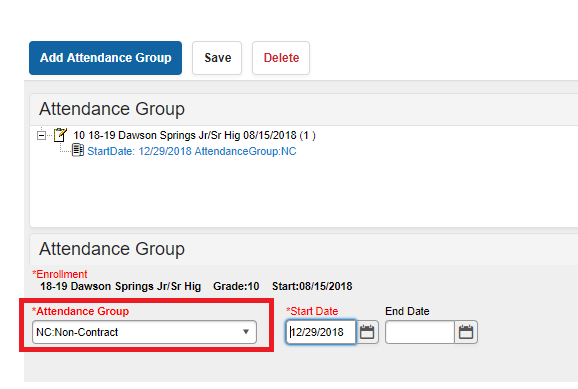 Add Attendance Group Save Delete
Attendance Group
10 18-19 Dawson Springs Jr/Sr Hig 08/15/2018 (1 )
StartDate: 12/29/2018 AttendanceGroup:NC
Attendance Group
*Enrollment
18-19 Dawson Springs Jr/Sr Hig Grade:10 Start:08/15/2018
*Attendance Group *Start Date End Date
NC:Non-Contract 12/29/2018